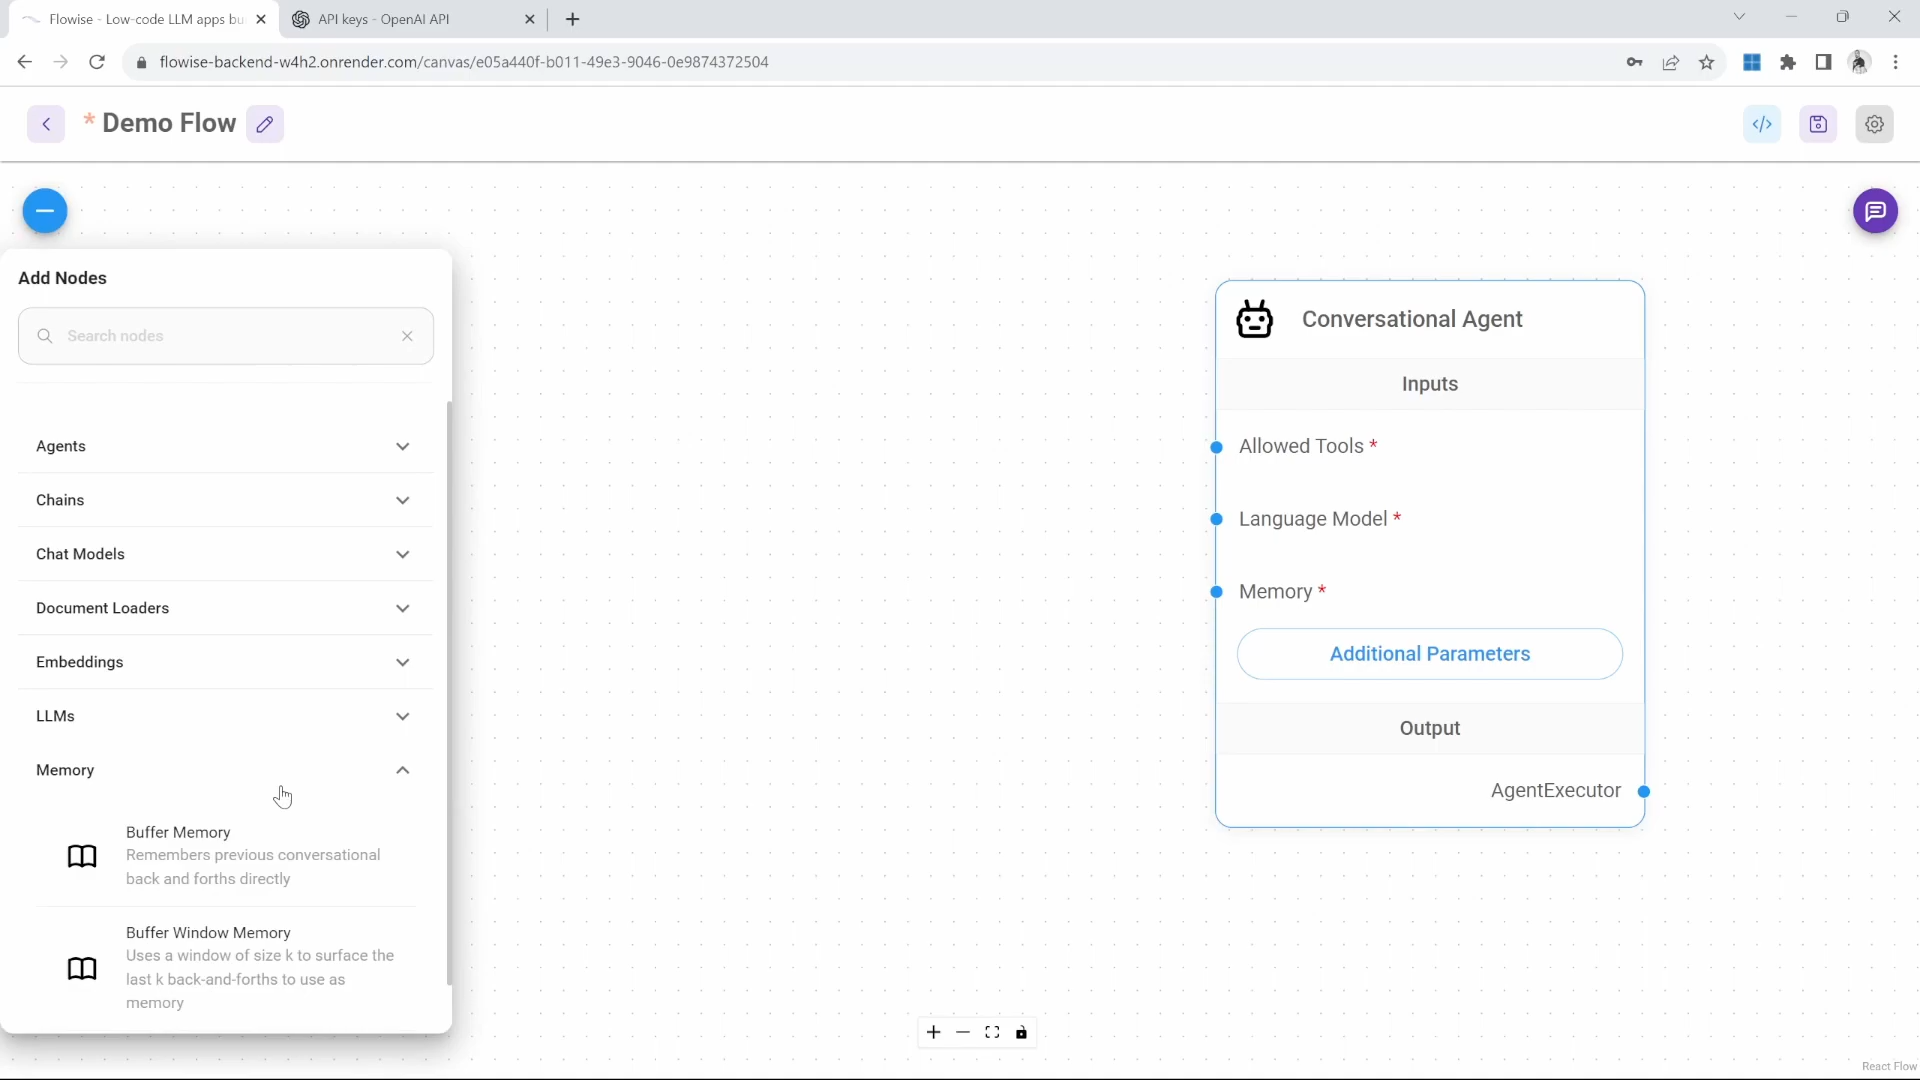 Flowise - Low-code LLM apps bu
API keys - OpenAI API
flowise-backend-w4h2.onrender.com/canvas/e05a440f-b011-49e3-9046-0e9874372504
* Demo Flow
Add Nodes
Search nodes
Agents
Chains
Chat Models
Document Loaders
Embeddings
LLMs
Memory
Buffer Memory
Remembers previous conversational
back and forths directly
Buffer Window Memory
Uses a window of size k to surface the
last k back-and-forths to use as
memory
Conversational Agent
Inputs
Allowed Tools *
Language Model *
Memory *
Additional Parameters
Output
AgentExecutor
React Flow